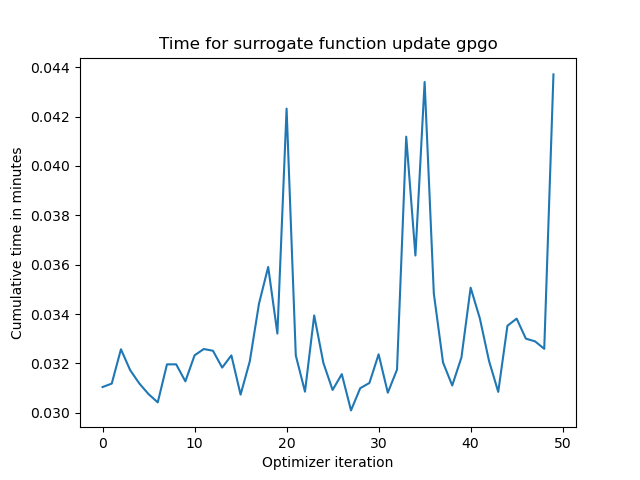 Time for surrogate function update gpgo
Cumulative time in minutes
0.044
0.042
0.040
0.038
0.036
0.034
0.032
0.030
0 10 20 30 40 50
Optimizer iteration